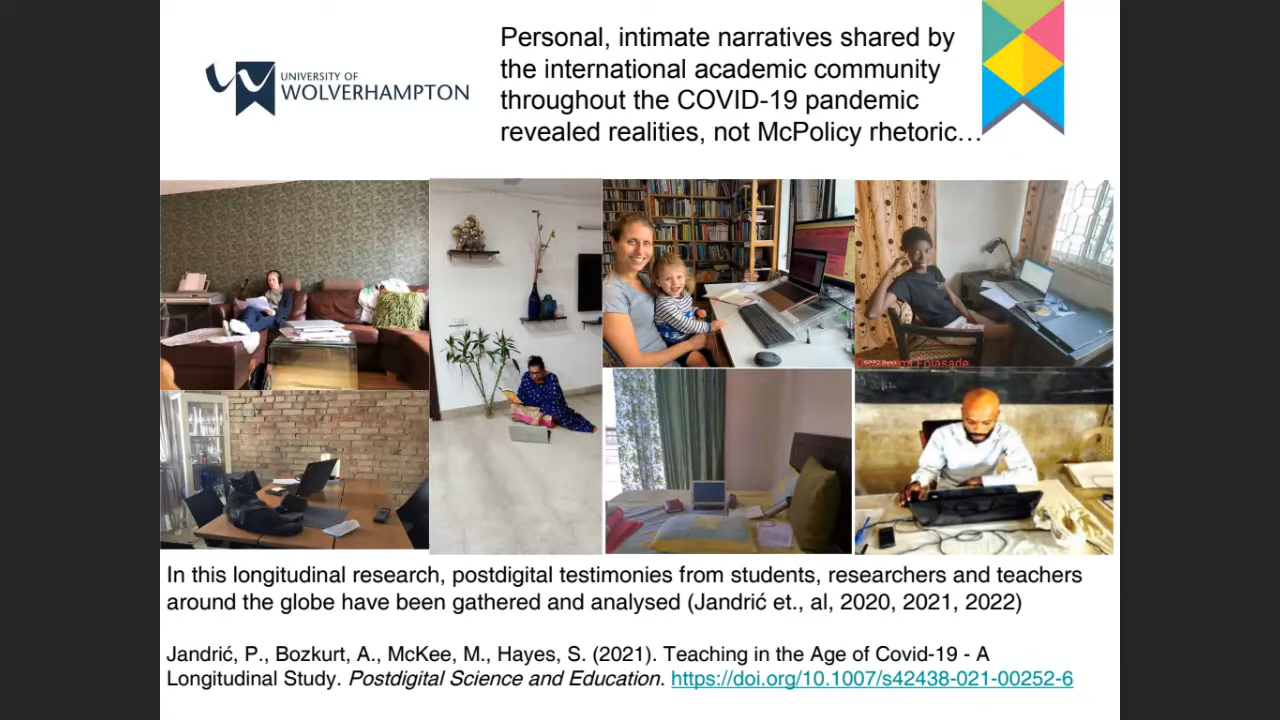 UNIVERSITY OF
WOLVERHAMPTON
Personal, intimate narratives shared by
the international academic community
throughout the COVID-19 pandemic
revealed realities, not McPolicy rhetoric…
Folasade
In this longitudinal research, postdigital testimonies from students, researchers and teachers
around the globe have been gathered and analysed (Jandrić et., al, 2020, 2021, 2022)
Jandrić, P., Bozkurt, A., McKee, M., Hayes, S. (2021). Teaching in the Age of Covid-19 - A
Longitudinal Study. Postdigital Science and Education. https://doi.org/10.1007/s42438-021-00252-6